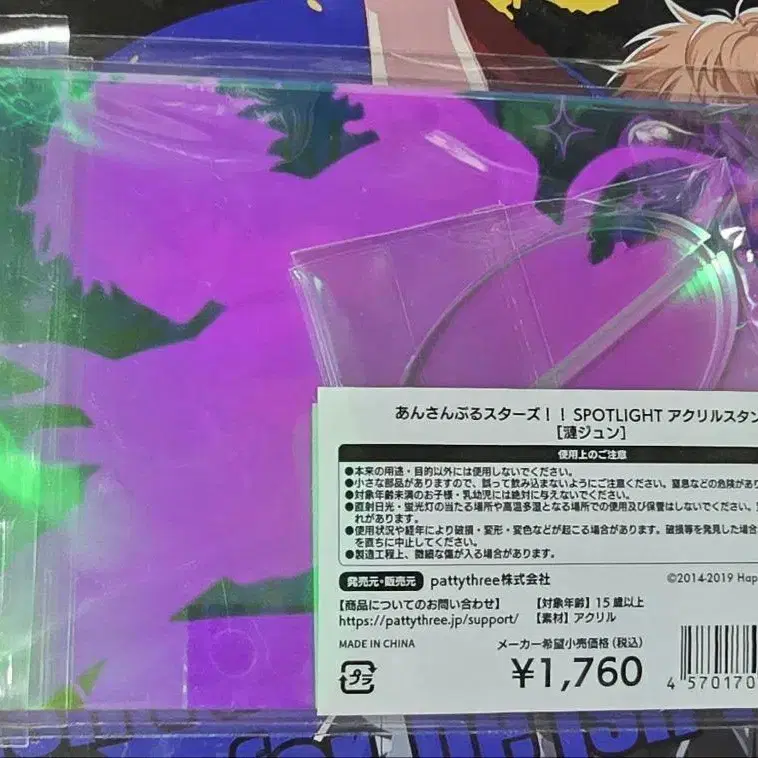 あんさんぶるスターズ！！ SPOTLIGHT アクリルスタン
[漣ジュン]
使用上のご注意
●本来の用途・目的以外には使用しないでください。
●小さな部品がありますので、誤って飲み込まないようにご注意ください。窒息などの危険があり
●対象年齢未満のお子様・乳幼児には絶対に与えないでください。
●直射日光・蛍光灯の当たる場所や高温多湿となる場所での使用及び保管はしないでください。変
れがあります。
●使用状況や経年により破損・変形・変色などが起こる場合があります。破損等を発見した場合
を直ちに中止してください。
●製造工程上、微細な傷が入る場合があります。
発売元・販売元 pattythree株式会社 ©2014-2019 Hap
【商品についてのお問い合わせ】 【対象年齢】15歳以上
https://pattythree.jp/support/ 【素材】アクリル
MADE IN CHINA メーカー希望小売価格（税込）
プラ ¥1,760
4 570170